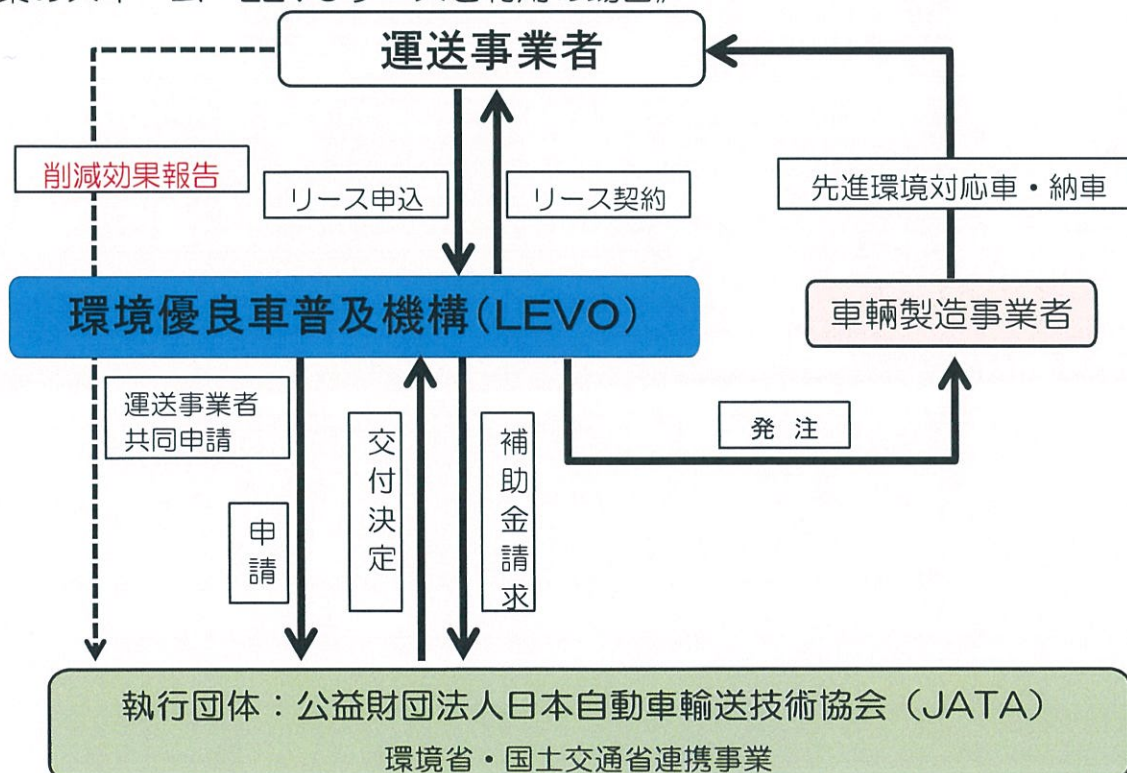 運送事業者
削減効果報告
リース申込
リース契約
先進環境対応車・納車
環境優良車普及機構(LEVO)
車輌製造事業者
運送事業者
共同申請
発 注
申請
交付決定
補助金請求
執行団体：公益財団法人日本自動車輸送技術協会（JATA）
環境省・国土交通省連携事業